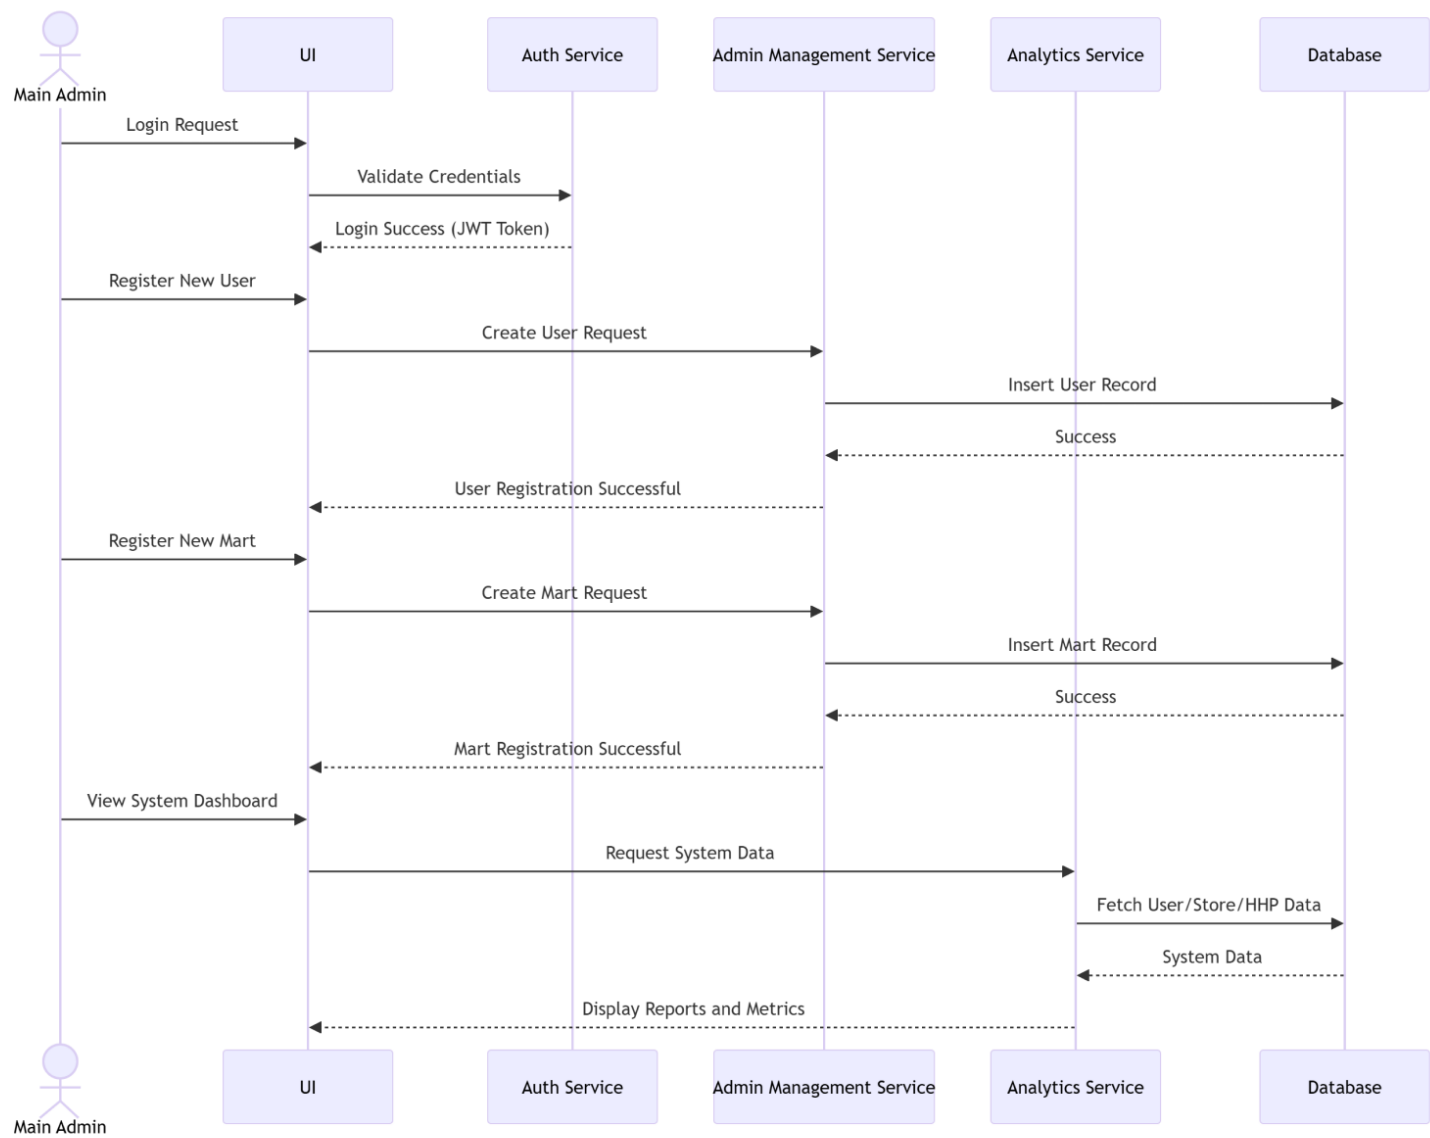 Main Admin
UI
Auth Service
Admin Management Service
Analytics Service
Database
Login Request
Validate Credentials
Login Success (JWT Token)
Register New User
Create User Request
Insert User Record
Success
User Registration Successful
Register New Mart
Create Mart Request
Insert Mart Record
Success
Mart Registration Successful
View System Dashboard
Request System Data
Fetch User/Store/HHP Data
System Data
Display Reports and Metrics
Main Admin
UI
Auth Service
Admin Management Service
Analytics Service
Database